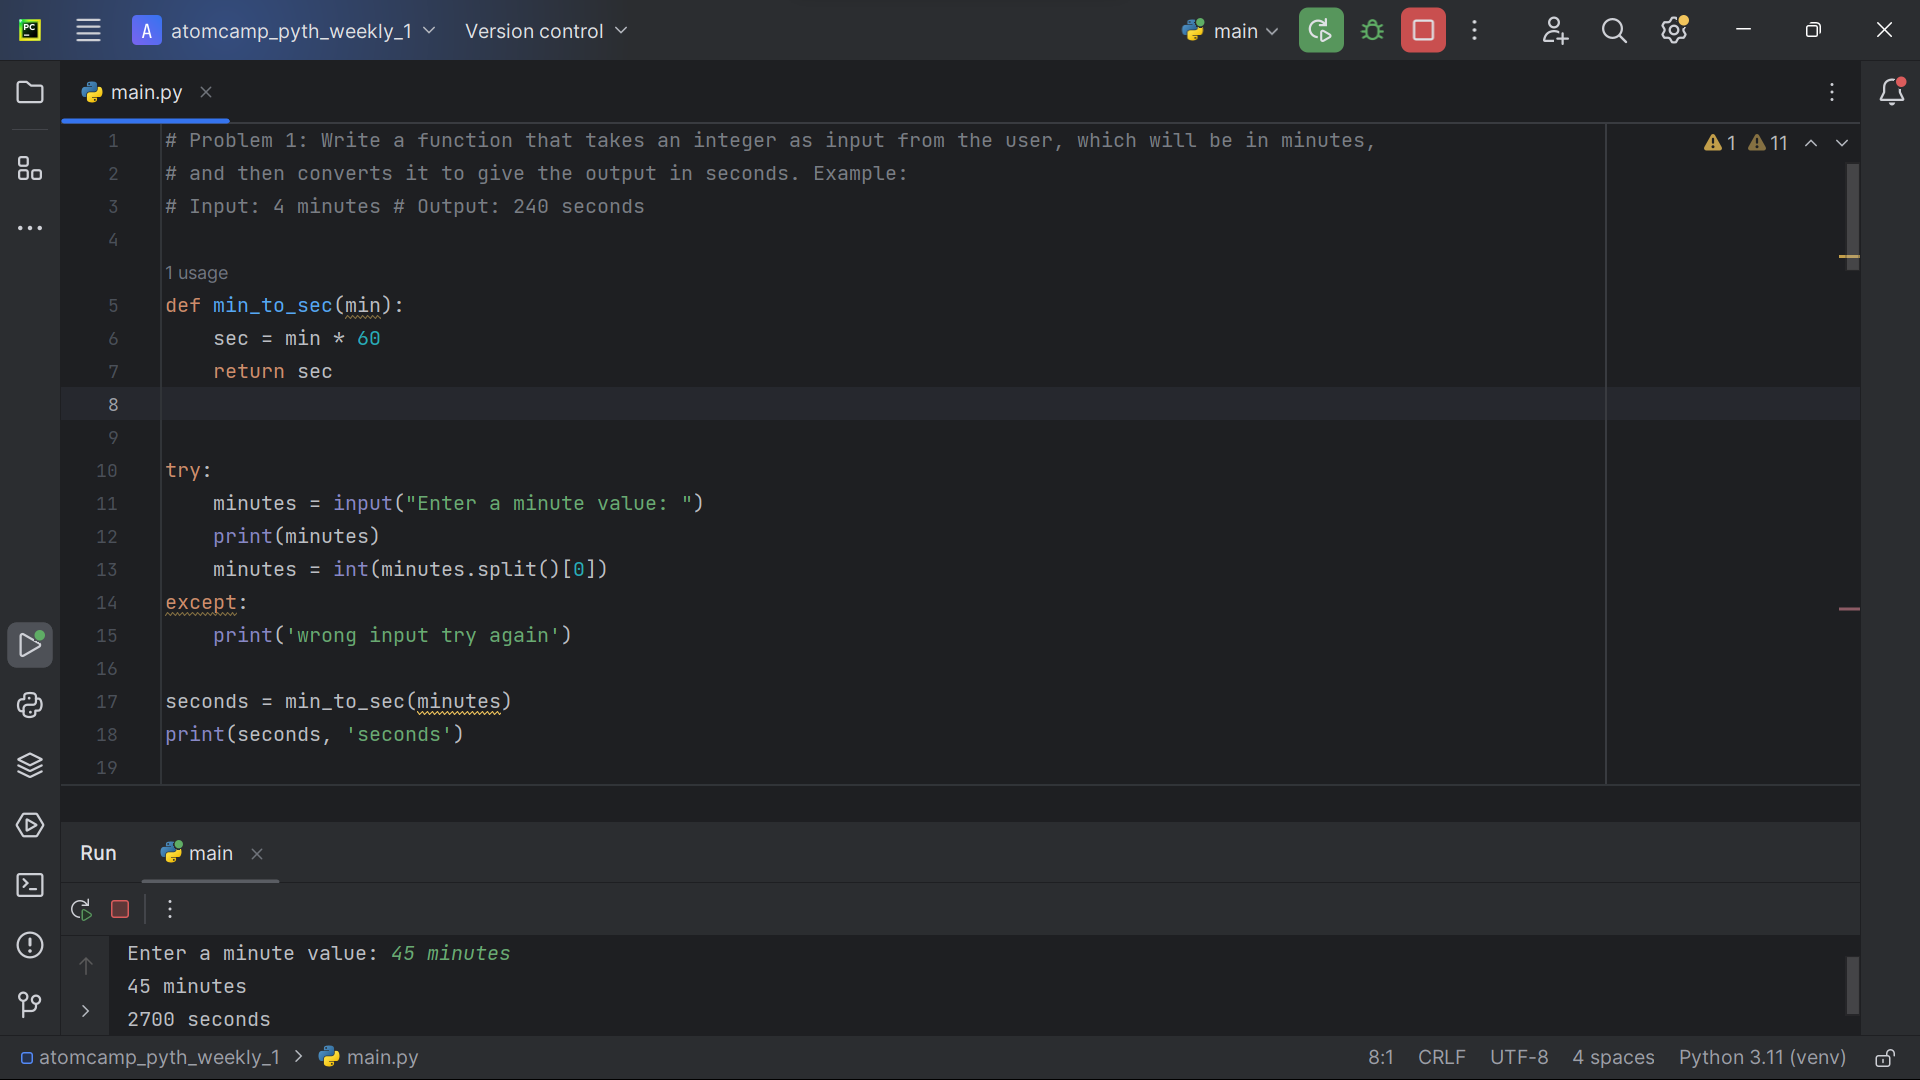 PC
A atomcamp_pyth_weekly_1 Version control main
main.py
1 # Problem 1: Write a function that takes an integer as input from the user, which will be in minutes,
2 # and then converts it to give the output in seconds. Example:
3 # Input: 4 minutes # Output: 240 seconds
4
1 usage
5 def min_to_sec(min):
6 sec = min * 60
7 return sec
8
9
10 try:
11 minutes = input("Enter a minute value: ")
12 print(minutes)
13 minutes = int(minutes.split()[0])
14 except:
15 print('wrong input try again')
16
17 seconds = min_to_sec(minutes)
18 print(seconds, 'seconds')
19
1 11
Run main
Enter a minute value: 45 minutes
45 minutes
2700 seconds
atomcamp_pyth_weekly_1 > main.py 8:1 CRLF UTF-8 4 spaces Python 3.11 (venv)